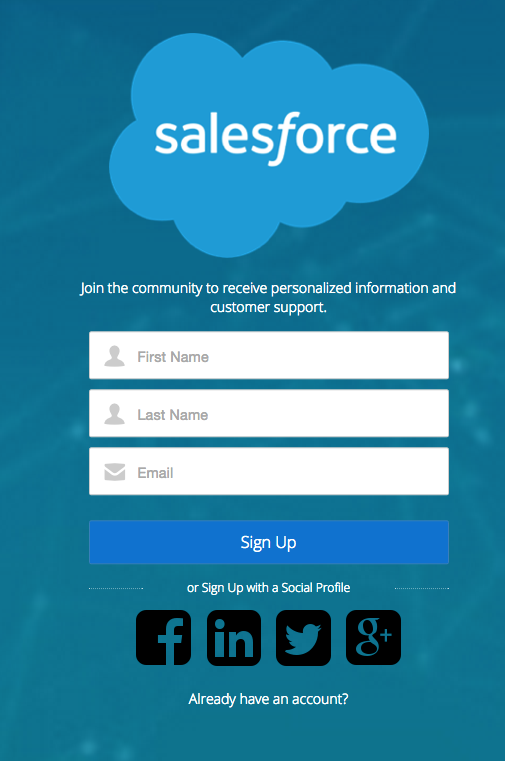 salesforce
Join the community to receive personalized information and
customer support.
First Name
Last Name
Email
Sign Up
or Sign Up with a Social Profile
f
in
g+
Already have an account?